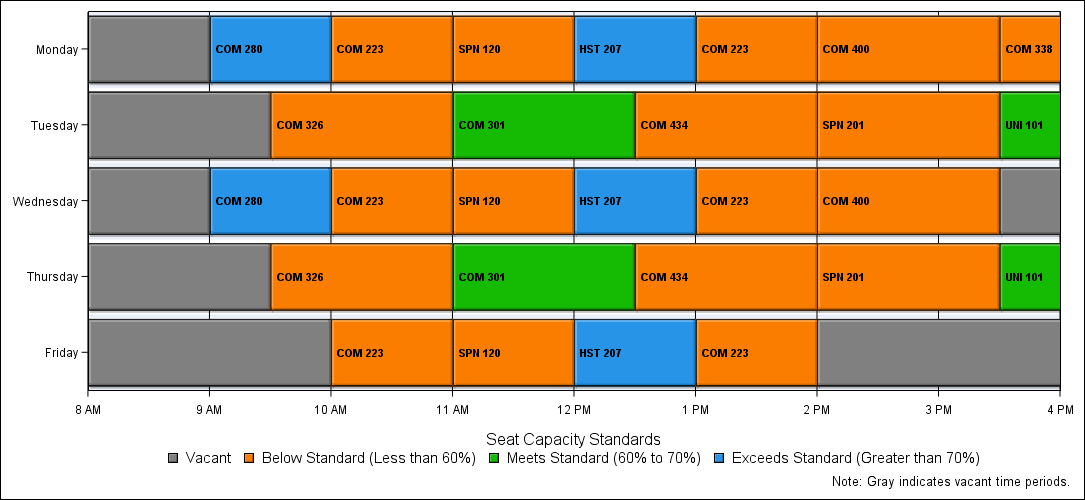 Monday COM 280 COM 223 SPN 120 HST 207 COM 223 COM 400 COM 338
Tuesday COM 326 COM 301 COM 434 SPN 201 UNI 101
Wednesday COM 280 COM 223 SPN 120 HST 207 COM 223 COM 400
Thursday COM 326 COM 301 COM 434 SPN 201 UNI 101
Friday COM 223 SPN 120 HST 207 COM 223
8 AM 9 AM 10 AM 11 AM 12 PM 1 PM 2 PM 3 PM 4 PM
Seat Capacity Standards
Vacant Below Standard (Less than 60%) Meets Standard (60% to 70%) Exceeds Standard (Greater than 70%)
Note: Gray indicates vacant time periods.